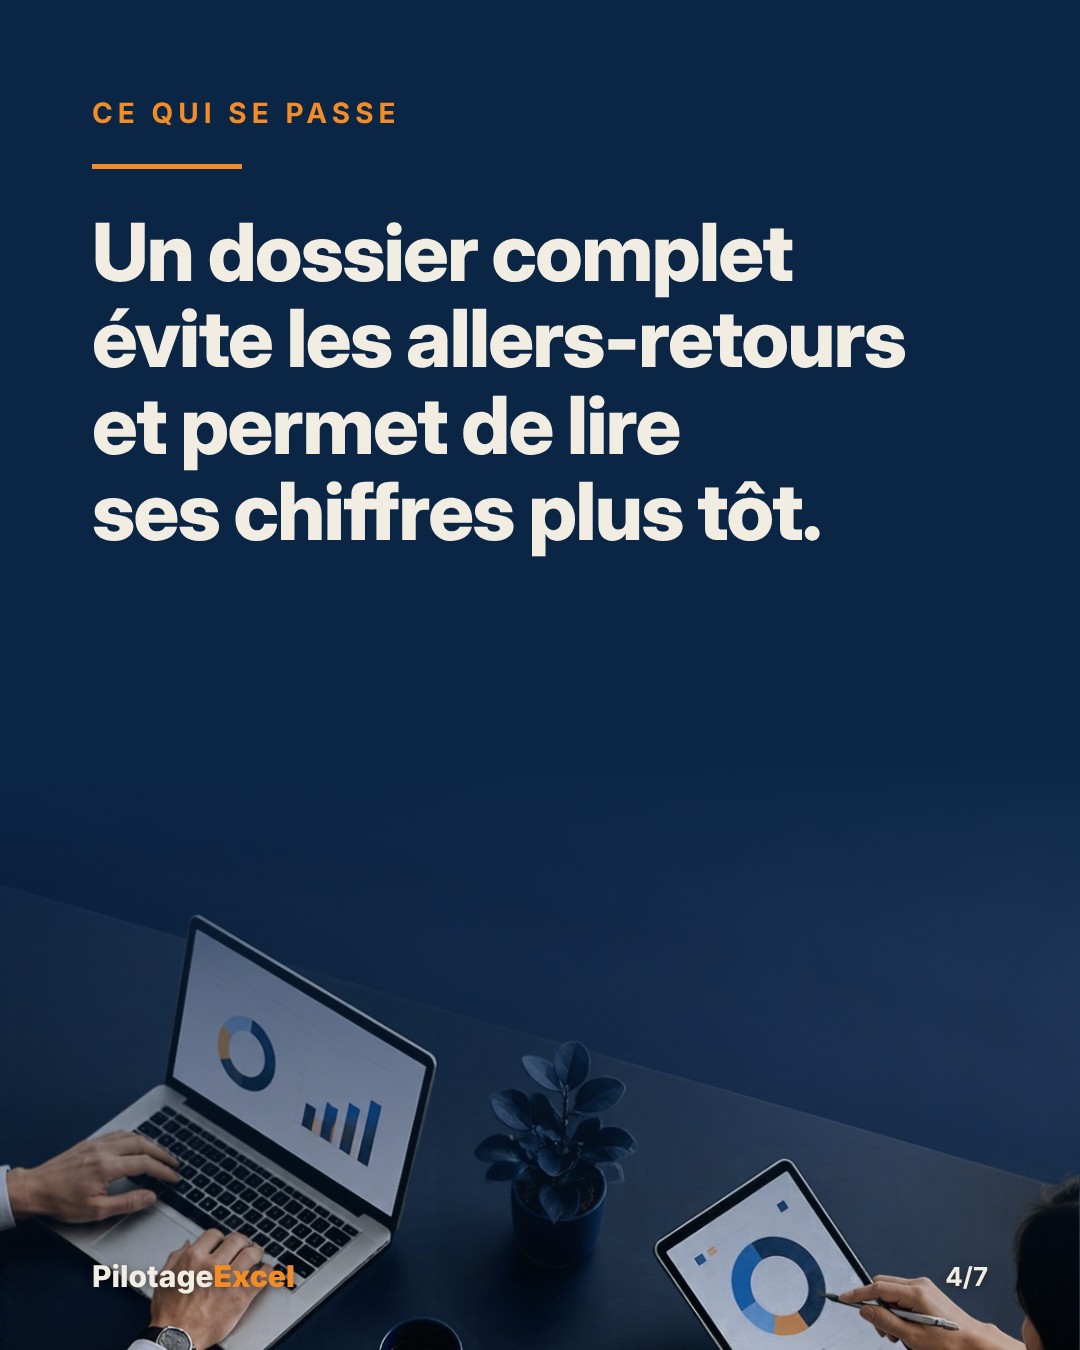 CE QUI SE PASSE
Un dossier complet
évite les allers-retours
et permet de lire
ses chiffres plus tôt.
PilotageExcel
4/7